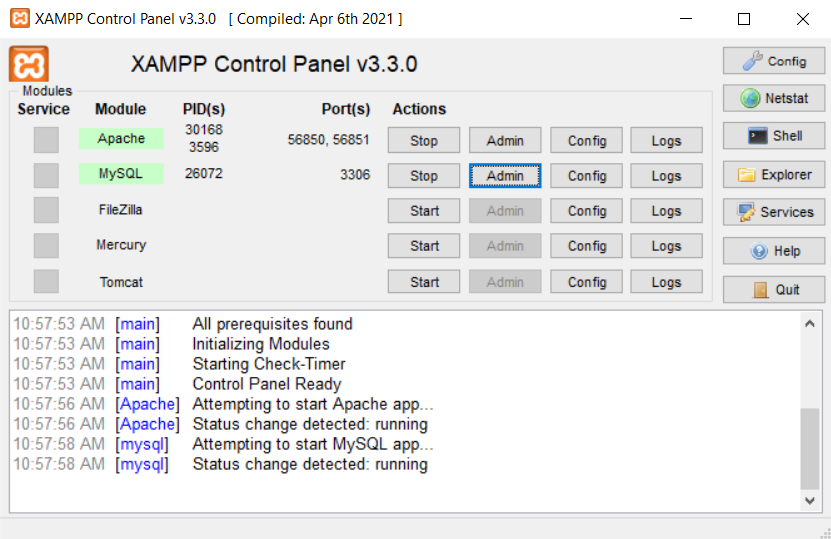 XAMPP Control Panel v3.3.0 [ Compiled: Apr 6th 2021 ]
XAMPP Control Panel v3.3.0
Config
Modules
Service Module PID(s) Port(s) Actions
Netstat
Apache 30168 3596 56850, 56851 Stop Admin Config Logs
Shell
MySQL 26072 3306 Stop Admin Config Logs
Explorer
FileZilla Start Admin Config Logs
Services
Mercury Start Admin Config Logs
Help
Tomcat Start Admin Config Logs
Quit
10:57:53 AM [main] All prerequisites found
10:57:53 AM [main] Initializing Modules
10:57:53 AM [main] Starting Check-Timer
10:57:53 AM [main] Control Panel Ready
10:57:56 AM [Apache] Attempting to start Apache app...
10:57:56 AM [Apache] Status change detected: running
10:57:58 AM [mysql] Attempting to start MySQL app...
10:57:58 AM [mysql] Status change detected: running